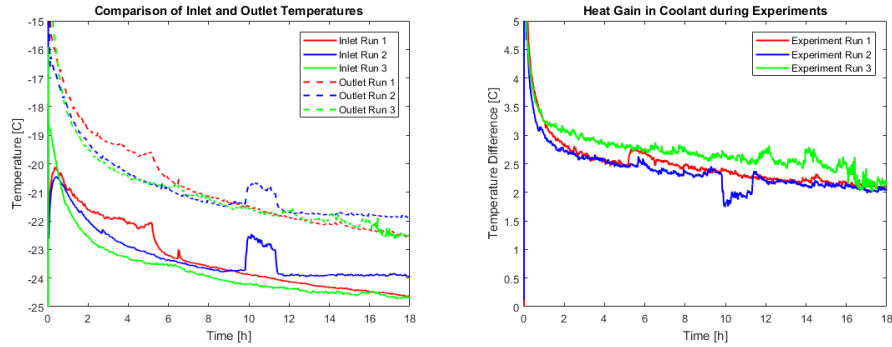 Comparison of Inlet and Outlet Temperatures
-15
-16
-17
-18
-19
-20
-21
-22
-23
-24
-25
Temperature [C]
Inlet Run 1
Inlet Run 2
Inlet Run 3
Outlet Run 1
Outlet Run 2
Outlet Run 3
0 2 4 6 8 10 12 14 16 18
Time [h]
Heat Gain in Coolant during Experiments
5
4.5
4
3.5
3
2.5
2
1.5
1
0.5
0
Temperature Difference [C]
Experiment Run 1
Experiment Run 2
Experiment Run 3
0 2 4 6 8 10 12 14 16 18
Time [h]